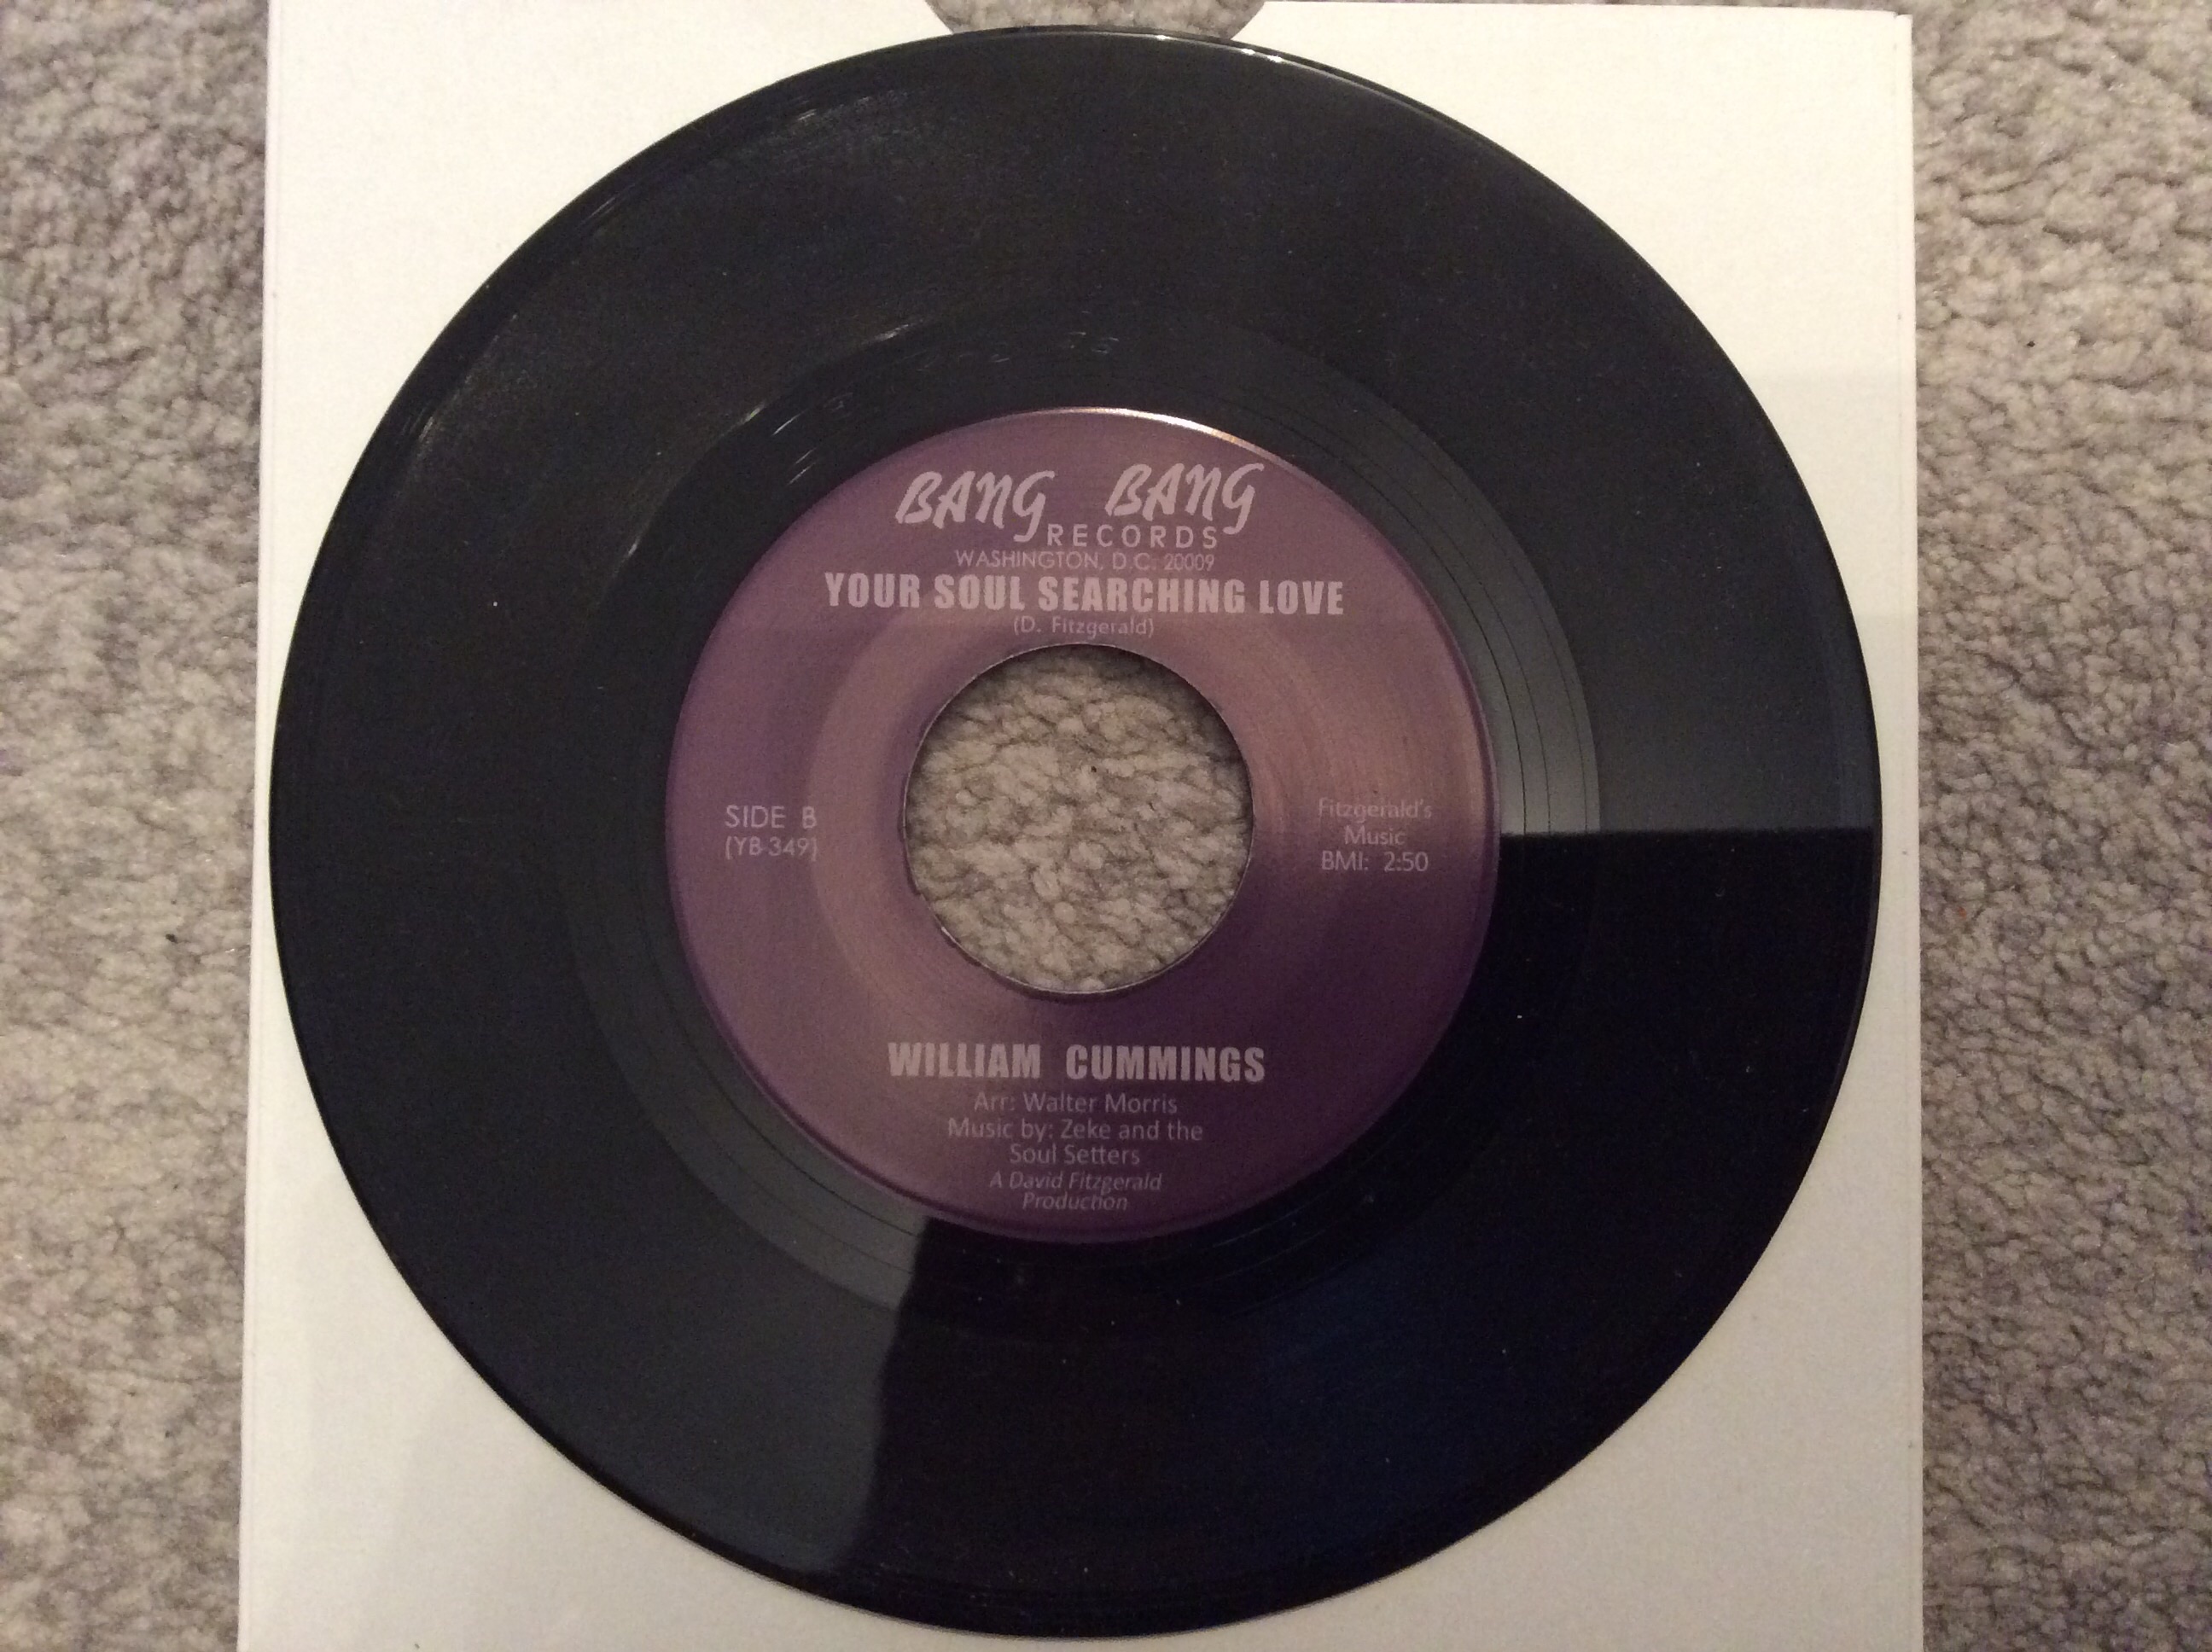 BANG BANG
RECORDS
WASHINGTON, D.C. 20009
YOUR SOUL SEARCHING LOVE
(D. Fitzgerald)
SIDE B
(YB-349)
Fitzgerald's
Music
BMI: 2:50
WILLIAM CUMMINGS
Arr: Walter Morris
Music by: Zeke and the
Soul Setters
A David Fitzgerald
Production